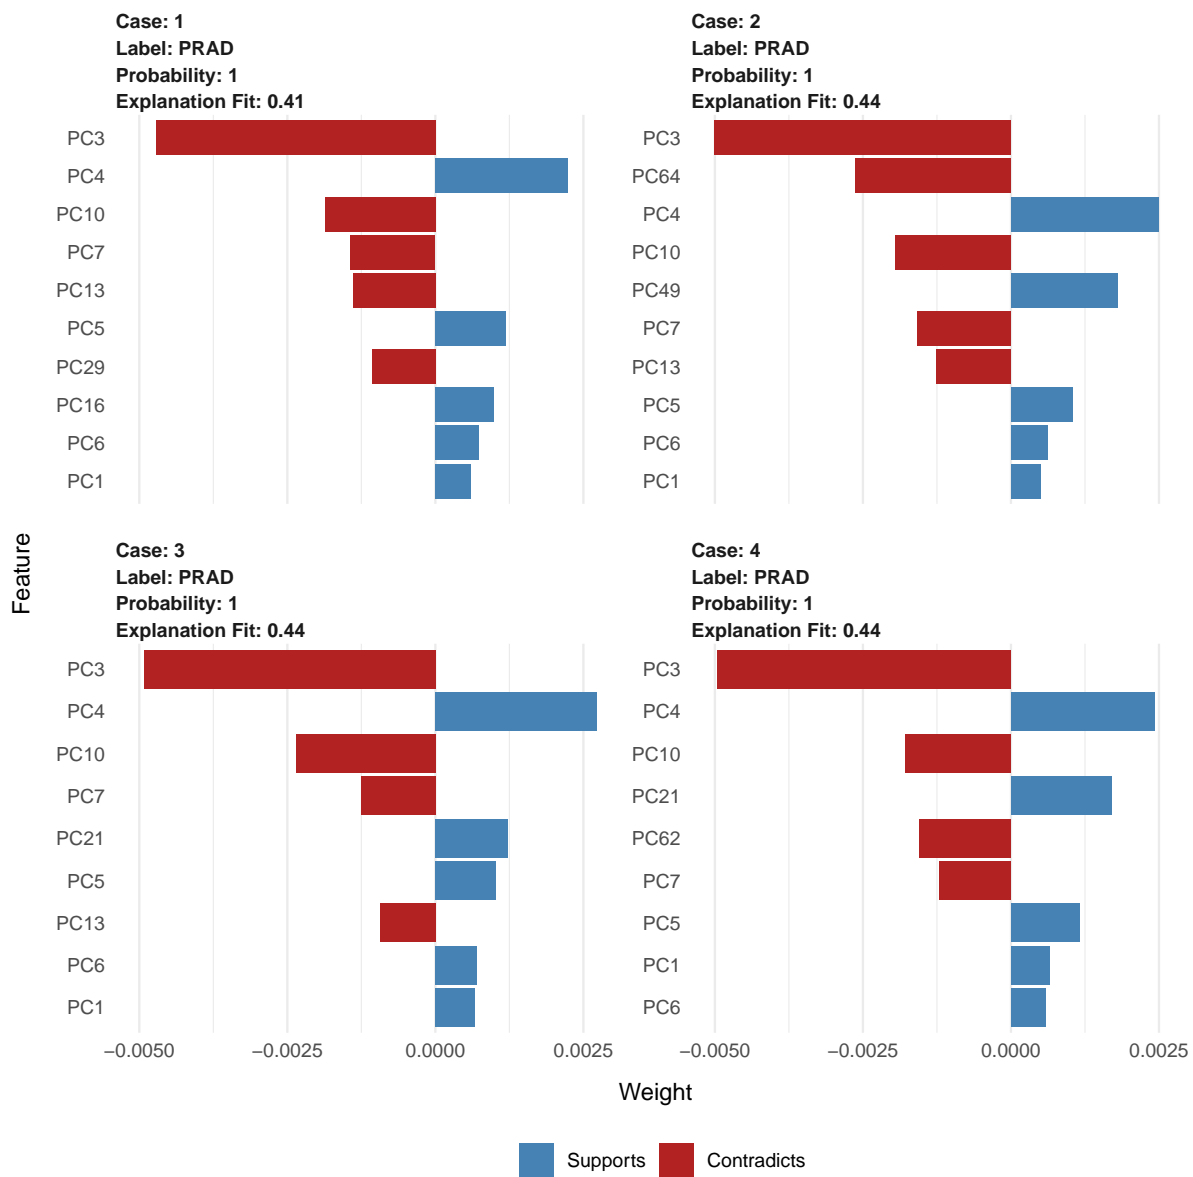 Case: 1
Label: PRAD
Probability: 1
Explanation Fit: 0.41
PC3
PC4
PC10
PC7
PC13
PC5
PC29
PC16
PC6
PC1
Case: 2
Label: PRAD
Probability: 1
Explanation Fit: 0.44
PC3
PC64
PC4
PC10
PC49
PC7
PC13
PC5
PC6
PC1
Feature
Case: 3
Label: PRAD
Probability: 1
Explanation Fit: 0.44
PC3
PC4
PC10
PC7
PC21
PC5
PC13
PC6
PC1
−0.0050 −0.0025 0.0000 0.0025
Case: 4
Label: PRAD
Probability: 1
Explanation Fit: 0.44
PC3
PC4
PC10
PC21
PC62
PC7
PC5
PC1
PC6
−0.0050 −0.0025 0.0000 0.0025
Weight
Supports Contradicts